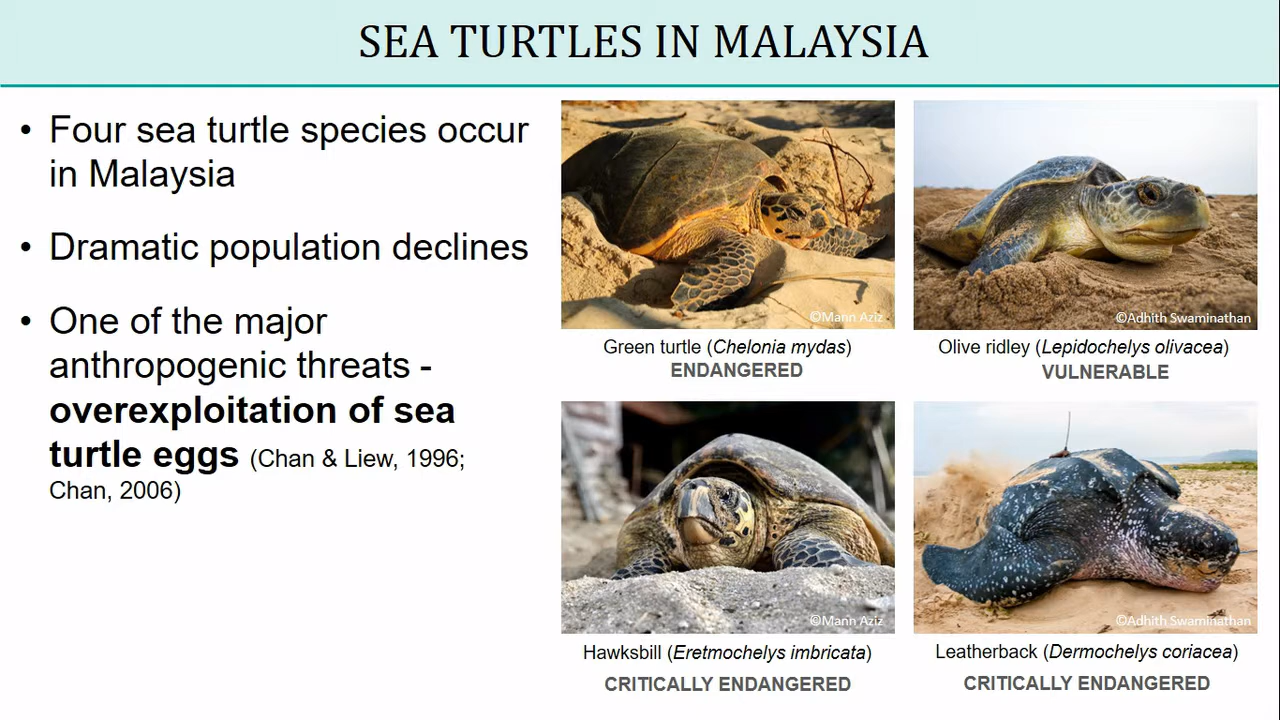 SEA TURTLES IN MALAYSIA
• Four sea turtle species occur
in Malaysia
• Dramatic population declines
• One of the major
anthropogenic threats -
overexploitation of sea
turtle eggs (Chan & Liew, 1996;
Chan, 2006)
©Mann Aziz
Green turtle (Chelonia mydas)
ENDANGERED
©Adhith Swaminathan
Olive ridley (Lepidochelys olivacea)
VULNERABLE
©Mann Aziz
Hawksbill (Eretmochelys imbricata)
CRITICALLY ENDANGERED
©Adhith Swaminathan
Leatherback (Dermochelys coriacea)
CRITICALLY ENDANGERED